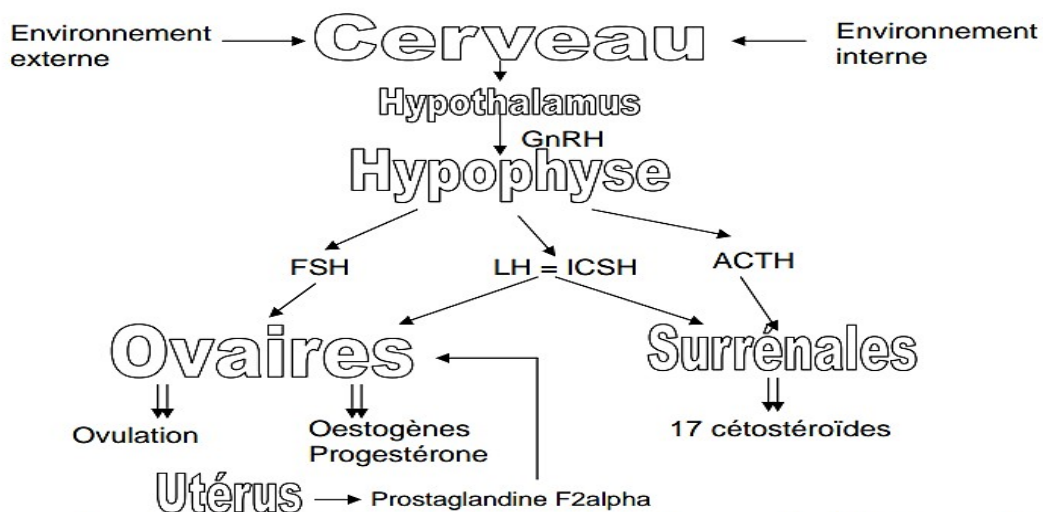 Environnement
externe
Cerveau
Environnement
interne
Hypothalamus
GnRH
Hypophyse
FSH
LH = ICSH
ACTH
Ovaires
Surrénales
Ovulation
Oestogènes
Progestérone
17 cétostéroïdes
Utérus
Prostaglandine F2alpha